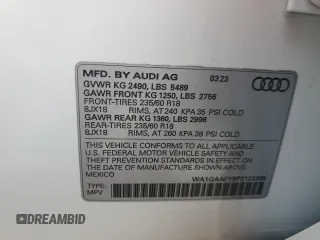 MFD. BY AUDI AG 03 23
GVWR KG 2490, LBS 5489
GAWR FRONT KG 1250, LBS 2756
FRONT-TIRES 235/60 R18
8JX18 RIMS, AT 240 KPA 35 PSI COLD
GAWR REAR KG 1360, LBS 2998
REAR-TIRES 235/60 R18
8JX18 RIMS, AT 260 KPA 38 PSI COLD
THIS VEHICLE CONFORMS TO ALL APPLICABLE
FEDERAL MOTOR VEHICLE SAFETY, BUMPER,
AND THEFT PREVENTION STANDARDS IN EFFECT
ON THE DATE OF MANUFACTURE SHOWN ABOVE.
TYPE:
MPV
MEXICO